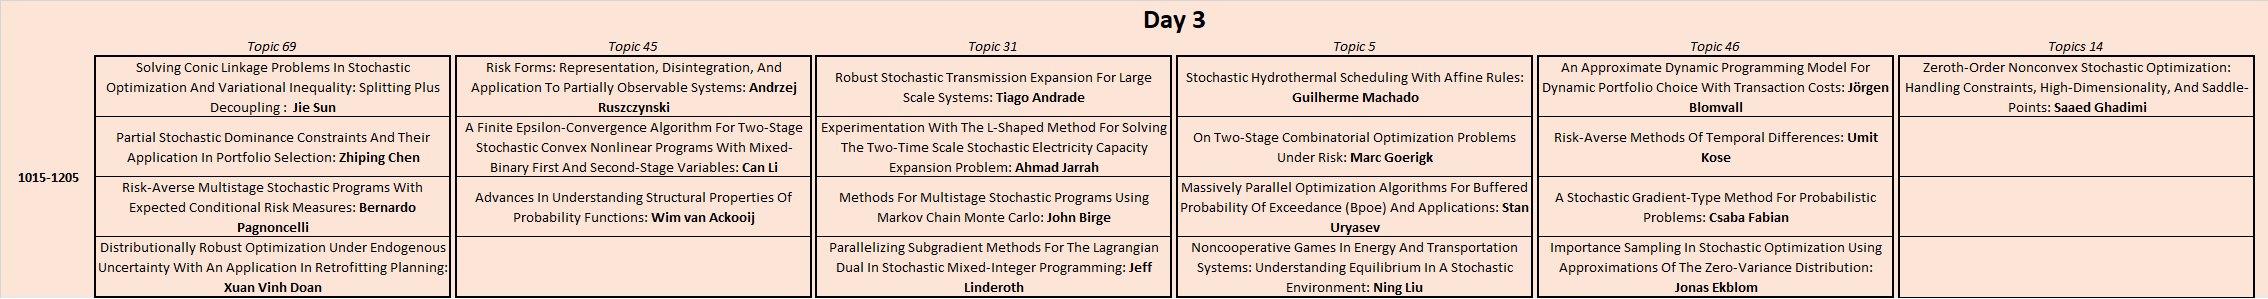 Day 3
Topic 69
Topic 45
Topic 31
Topic 5
Topic 46
Topics 14
1015-1205
Solving Conic Linkage Problems In Stochastic
Optimization And Variational Inequality: Splitting Plus
Decoupling : Jie Sun
Partial Stochastic Dominance Constraints And Their
Application In Portfolio Selection: Zhiping Chen
Risk-Averse Multistage Stochastic Programs With
Expected Conditional Risk Measures: Bernardo
Pagnoncelli
Distributionally Robust Optimization Under Endogenous
Uncertainty With An Application In Retrofitting Planning:
Xuan Vinh Doan
Risk Forms: Representation, Disintegration, And
Application To Partially Observable Systems: Andrzej
Ruszczynski
A Finite Epsilon-Convergence Algorithm For Two-Stage
Stochastic Convex Nonlinear Programs With Mixed-
Binary First And Second-Stage Variables: Can Li
Advances In Understanding Structural Properties Of
Probability Functions: Wim van Ackooij
Robust Stochastic Transmission Expansion For Large
Scale Systems: Tiago Andrade
Experimentation With The L-Shaped Method For Solving
The Two-Time Scale Stochastic Electricity Capacity
Expansion Problem: Ahmad Jarrah
Methods For Multistage Stochastic Programs Using
Markov Chain Monte Carlo: John Birge
Parallelizing Subgradient Methods For The Lagrangian
Dual In Stochastic Mixed-Integer Programming: Jeff
Linderoth
Stochastic Hydrothermal Scheduling With Affine Rules:
Guilherme Machado
On Two-Stage Combinatorial Optimization Problems
Under Risk: Marc Goerigk
Massively Parallel Optimization Algorithms For Buffered
Probability Of Exceedance (Bpoe) And Applications: Stan
Uryasev
Noncooperative Games In Energy And Transportation
Systems: Understanding Equilibrium In A Stochastic
Environment: Ning Liu
An Approximate Dynamic Programming Model For
Dynamic Portfolio Choice With Transaction Costs: Jörgen
Blomvall
Risk-Averse Methods Of Temporal Differences: Umit
Kose
A Stochastic Gradient-Type Method For Probabilistic
Problems: Csaba Fabian
Importance Sampling In Stochastic Optimization Using
Approximations Of The Zero-Variance Distribution:
Jonas Ekblom
Zeroth-Order Nonconvex Stochastic Optimization:
Handling Constraints, High-Dimensionality, And Saddle-
Points: Saaed Ghadimi